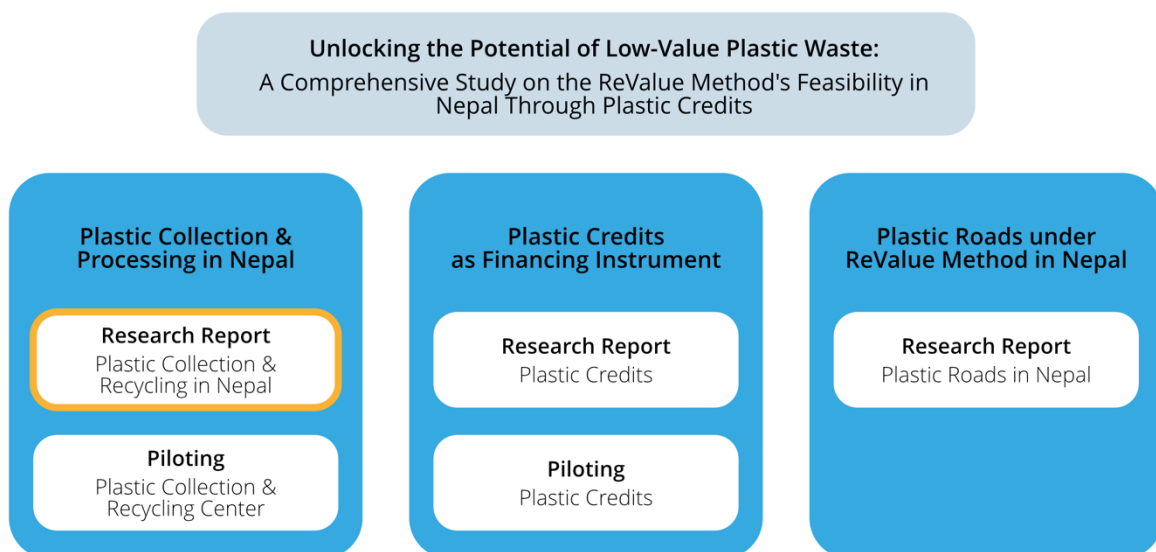 Unlocking the Potential of Low-Value Plastic Waste:
A Comprehensive Study on the ReValue Method's Feasibility in
Nepal Through Plastic Credits
Plastic Collection &
Processing in Nepal
Research Report
Plastic Collection &
Recycling in Nepal
Piloting
Plastic Collection &
Recycling Center
Plastic Credits
as Financing Instrument
Research Report
Plastic Credits
Piloting
Plastic Credits
Plastic Roads under
ReValue Method in Nepal
Research Report
Plastic Roads in Nepal